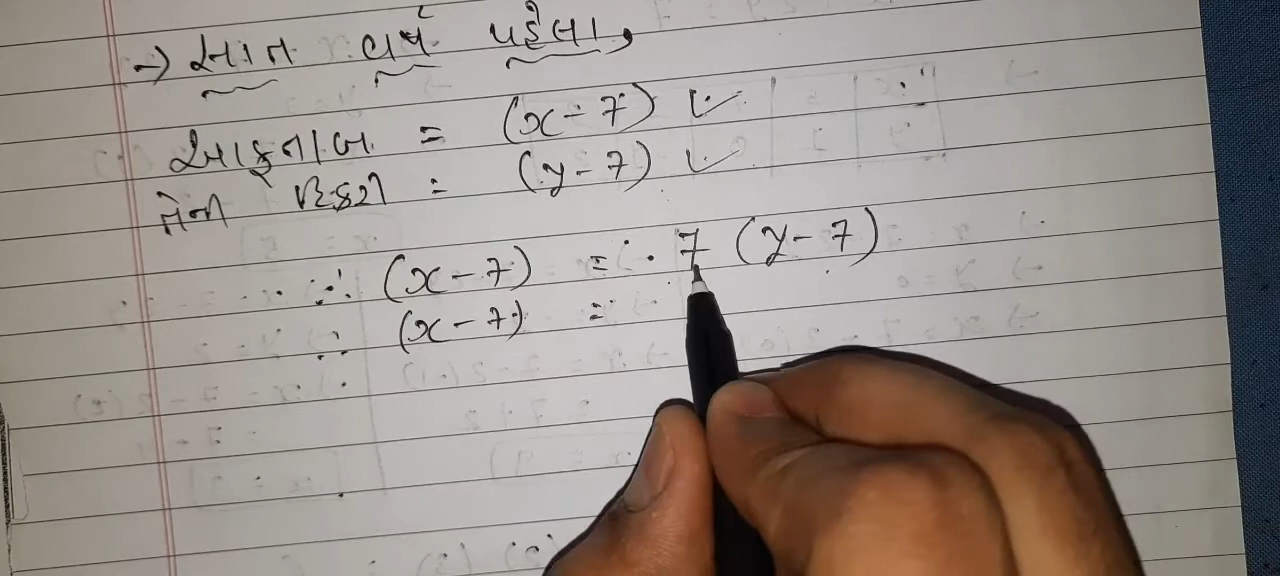 → સાત વર્ષ પહેલા,
આફતાબ = (x - 7)
તેની દિકરી = (y - 7)
∴ (x - 7) = 7 (y - 7)
∴ (x - 7) =